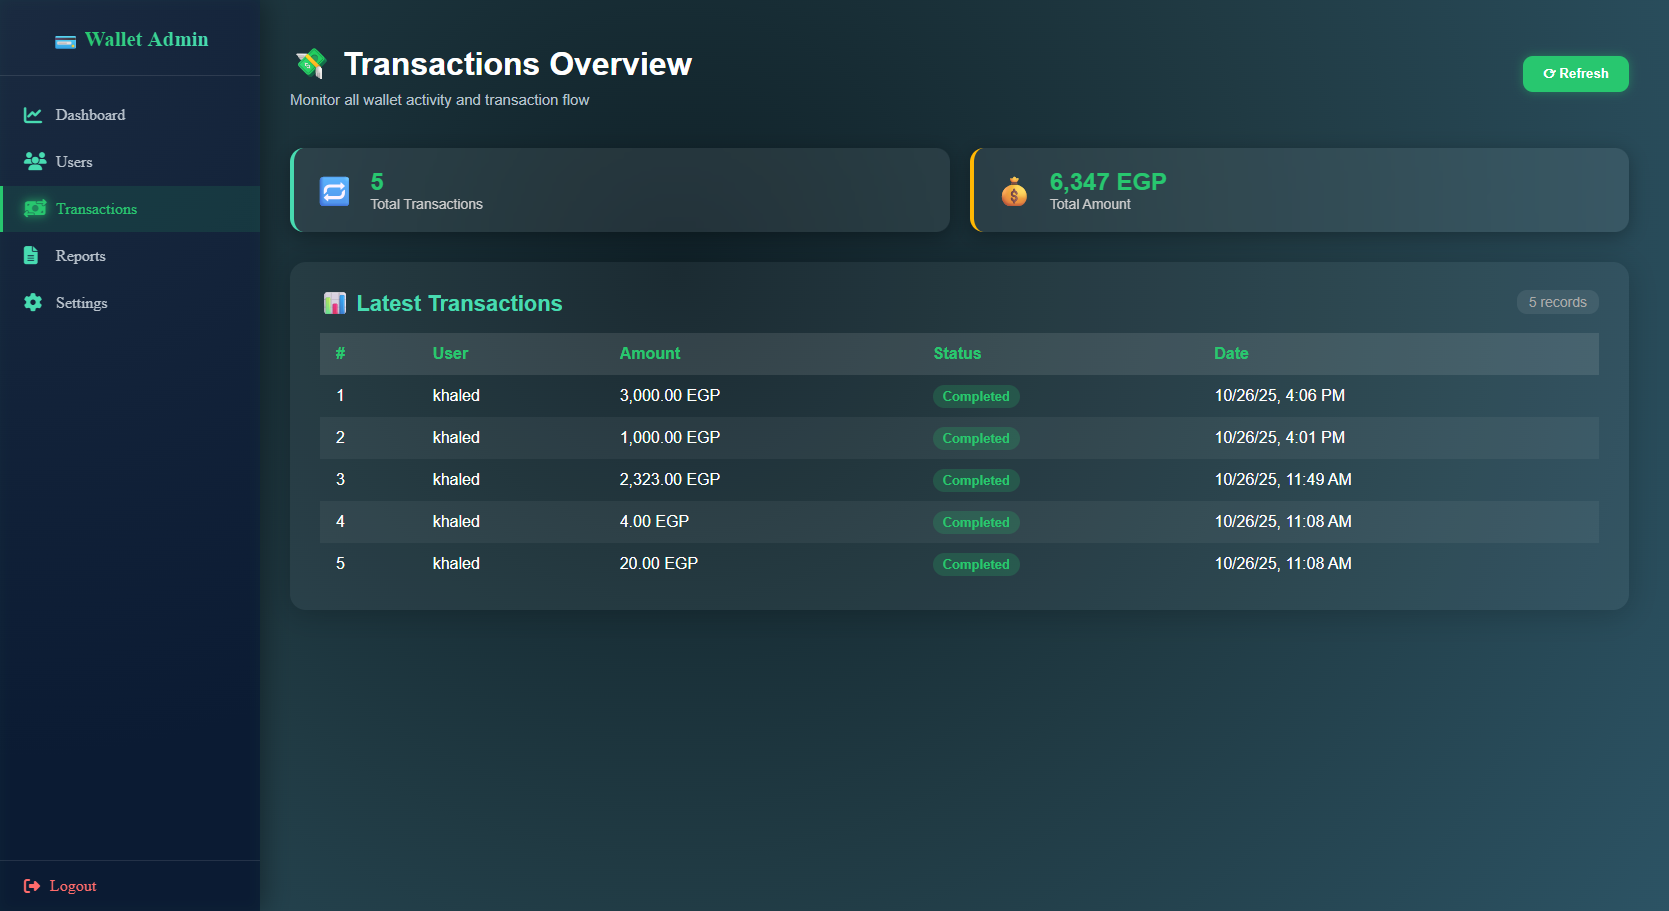 Wallet Admin
Dashboard
Users
Transactions
Reports
Settings
Logout
Transactions Overview
Monitor all wallet activity and transaction flow
Refresh
5
Total Transactions
6,347 EGP
Total Amount
Latest Transactions
5 records
# User Amount Status Date
1 khaled 3,000.00 EGP Completed 10/26/25, 4:06 PM
2 khaled 1,000.00 EGP Completed 10/26/25, 4:01 PM
3 khaled 2,323.00 EGP Completed 10/26/25, 11:49 AM
4 khaled 4.00 EGP Completed 10/26/25, 11:08 AM
5 khaled 20.00 EGP Completed 10/26/25, 11:08 AM